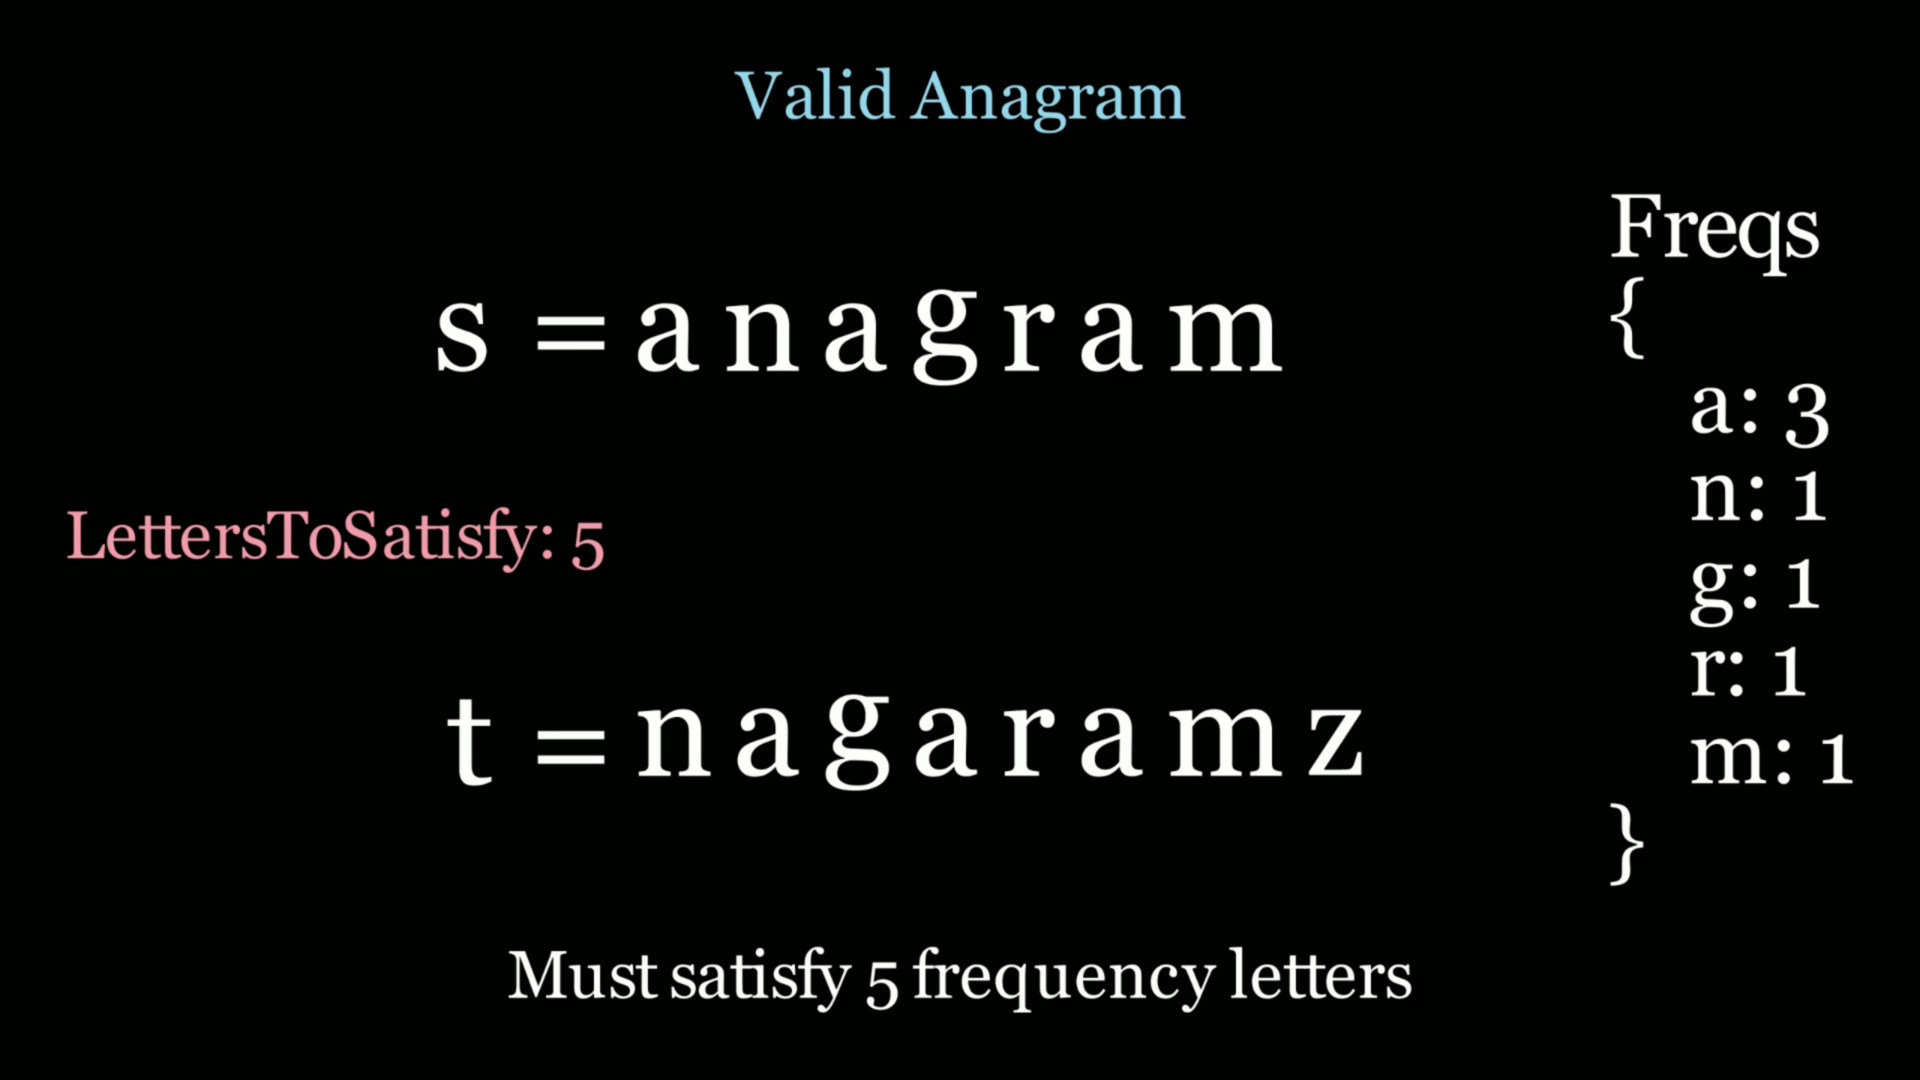 Valid Anagram
s = a n a g r a m
LettersToSatisfy: 5
t = n a g a r a m z
Freqs
{
a: 3
n: 1
g: 1
r: 1
m: 1
}
Must satisfy 5 frequency letters